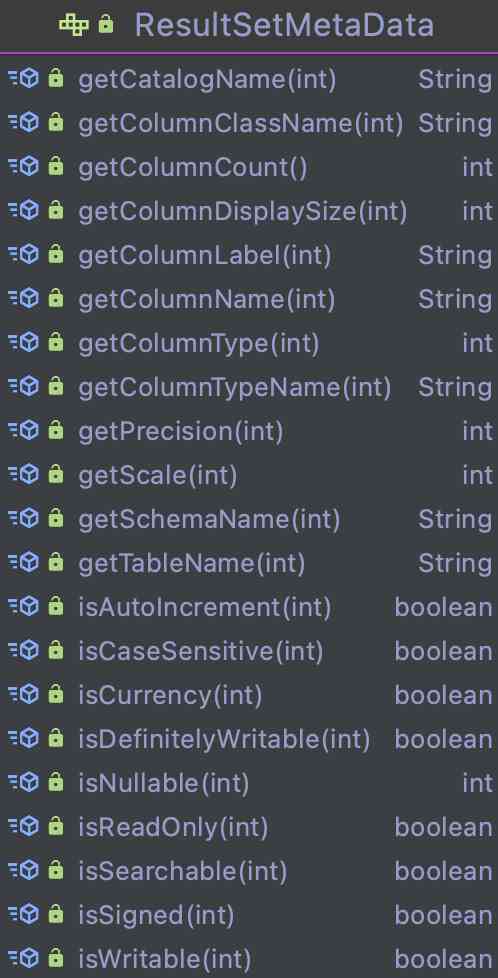 ResultSetMetaData
getCatalogName(int) String
getColumnClassName(int) String
getColumnCount() int
getColumnDisplaySize(int) int
getColumnLabel(int) String
getColumnName(int) String
getColumnType(int) int
getColumnTypeName(int) String
getPrecision(int) int
getScale(int) int
getSchemaName(int) String
getTableName(int) String
isAutoIncrement(int) boolean
isCaseSensitive(int) boolean
isCurrency(int) boolean
isDefinitelyWritable(int) boolean
isNullable(int) int
isReadOnly(int) boolean
isSearchable(int) boolean
isSigned(int) boolean
isWritable(int) boolean